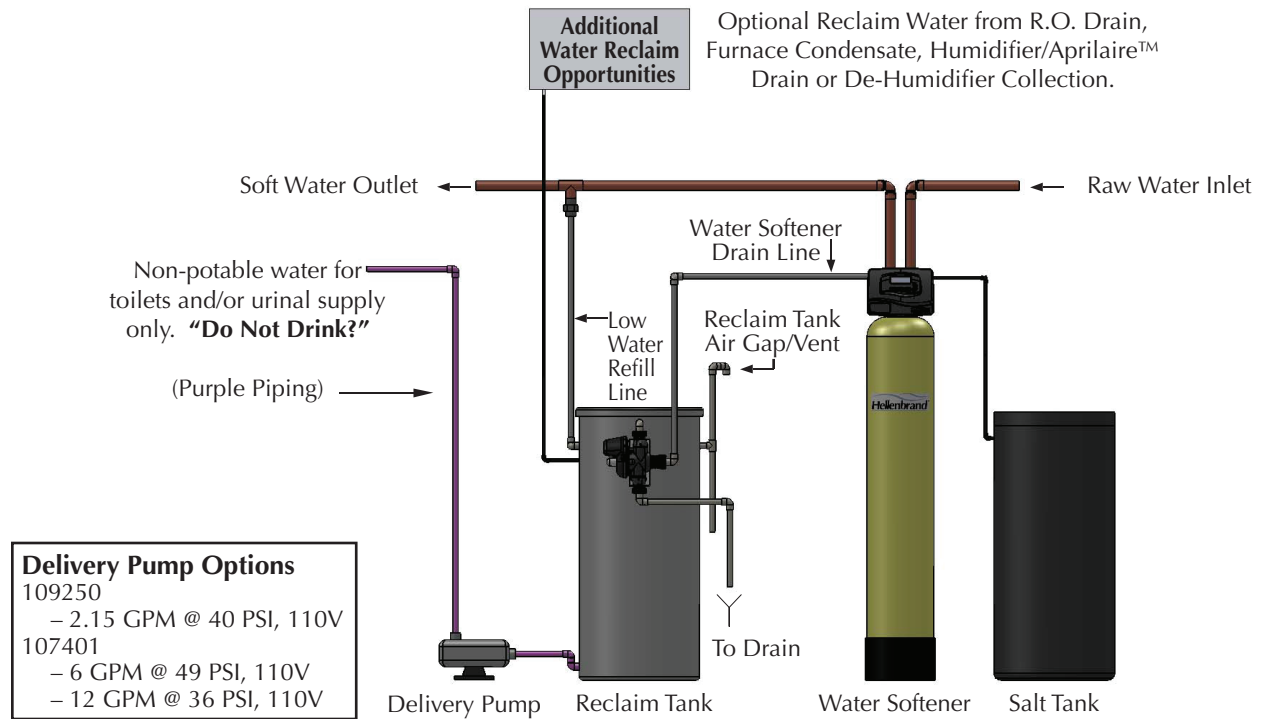 Additional
Water Reclaim
Opportunities
Optional Reclaim Water from R.O. Drain,
Furnace Condensate, Humidifier/Aprilaire™
Drain or De-Humidifier Collection.
Soft Water Outlet
Raw Water Inlet
Water Softener
Drain Line
Non-potable water for
toilets and/or urinal supply
only. “Do Not Drink?”
Low
Water
Refill
Line
Reclaim Tank
Air Gap/Vent
(Purple Piping)
Hellenbrand
Delivery Pump Options
109250
– 2.15 GPM @ 40 PSI, 110V
107401
– 6 GPM @ 49 PSI, 110V
– 12 GPM @ 36 PSI, 110V
To Drain
Delivery Pump
Reclaim Tank
Water Softener
Salt Tank